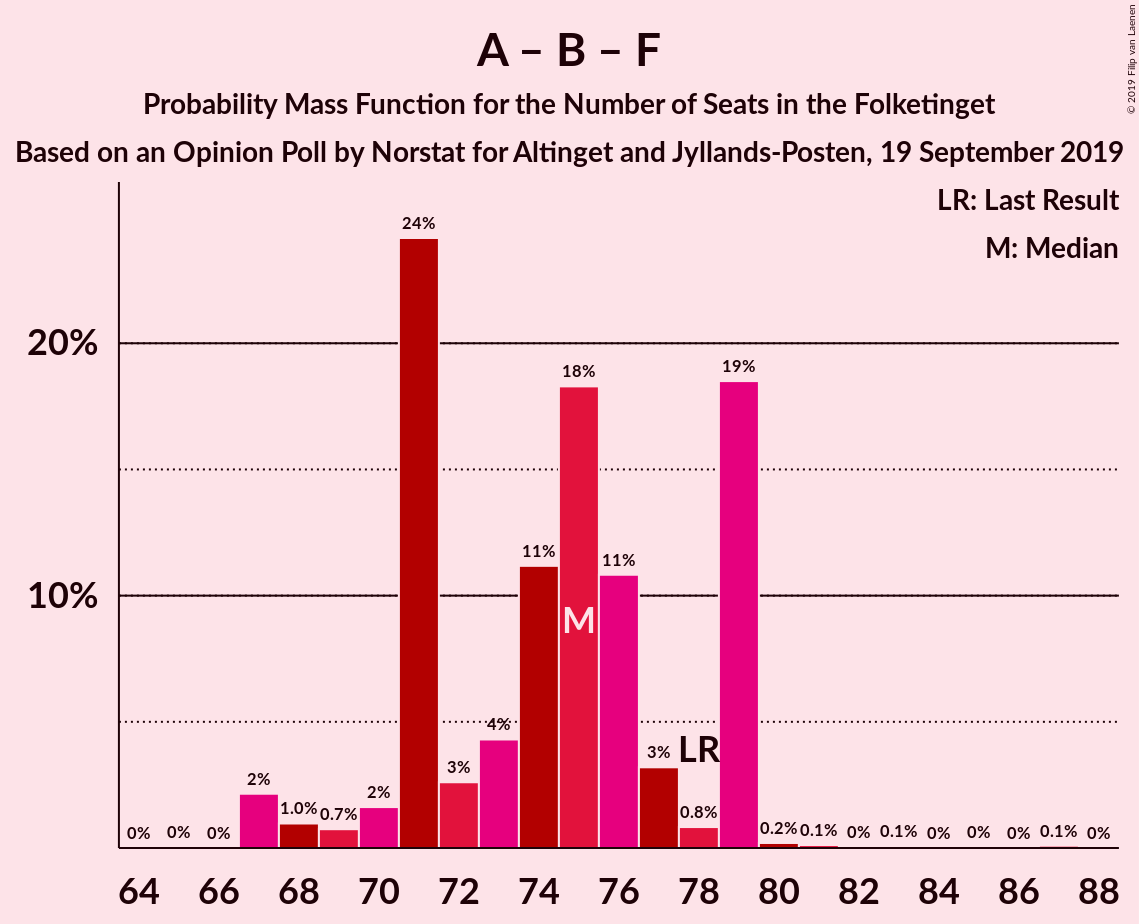 A – B – F
Probability Mass Function for the Number of Seats in the Folketinget
Based on an Opinion Poll by Norstat for Altinget and Jyllands-Posten, 19 September 2019
© 2019 Filip van Laenen
LR: Last Result
M: Median
20%
10%
0% 0% 0% 2% 1.0% 0.7% 2% 24% 3% 4% 11% 18% 11% 3% 0.8% 19% 0.2% 0.1% 0% 0.1% 0% 0% 0% 0.1% 0%
M
LR
64 66 68 70 72 74 76 78 80 82 84 86 88